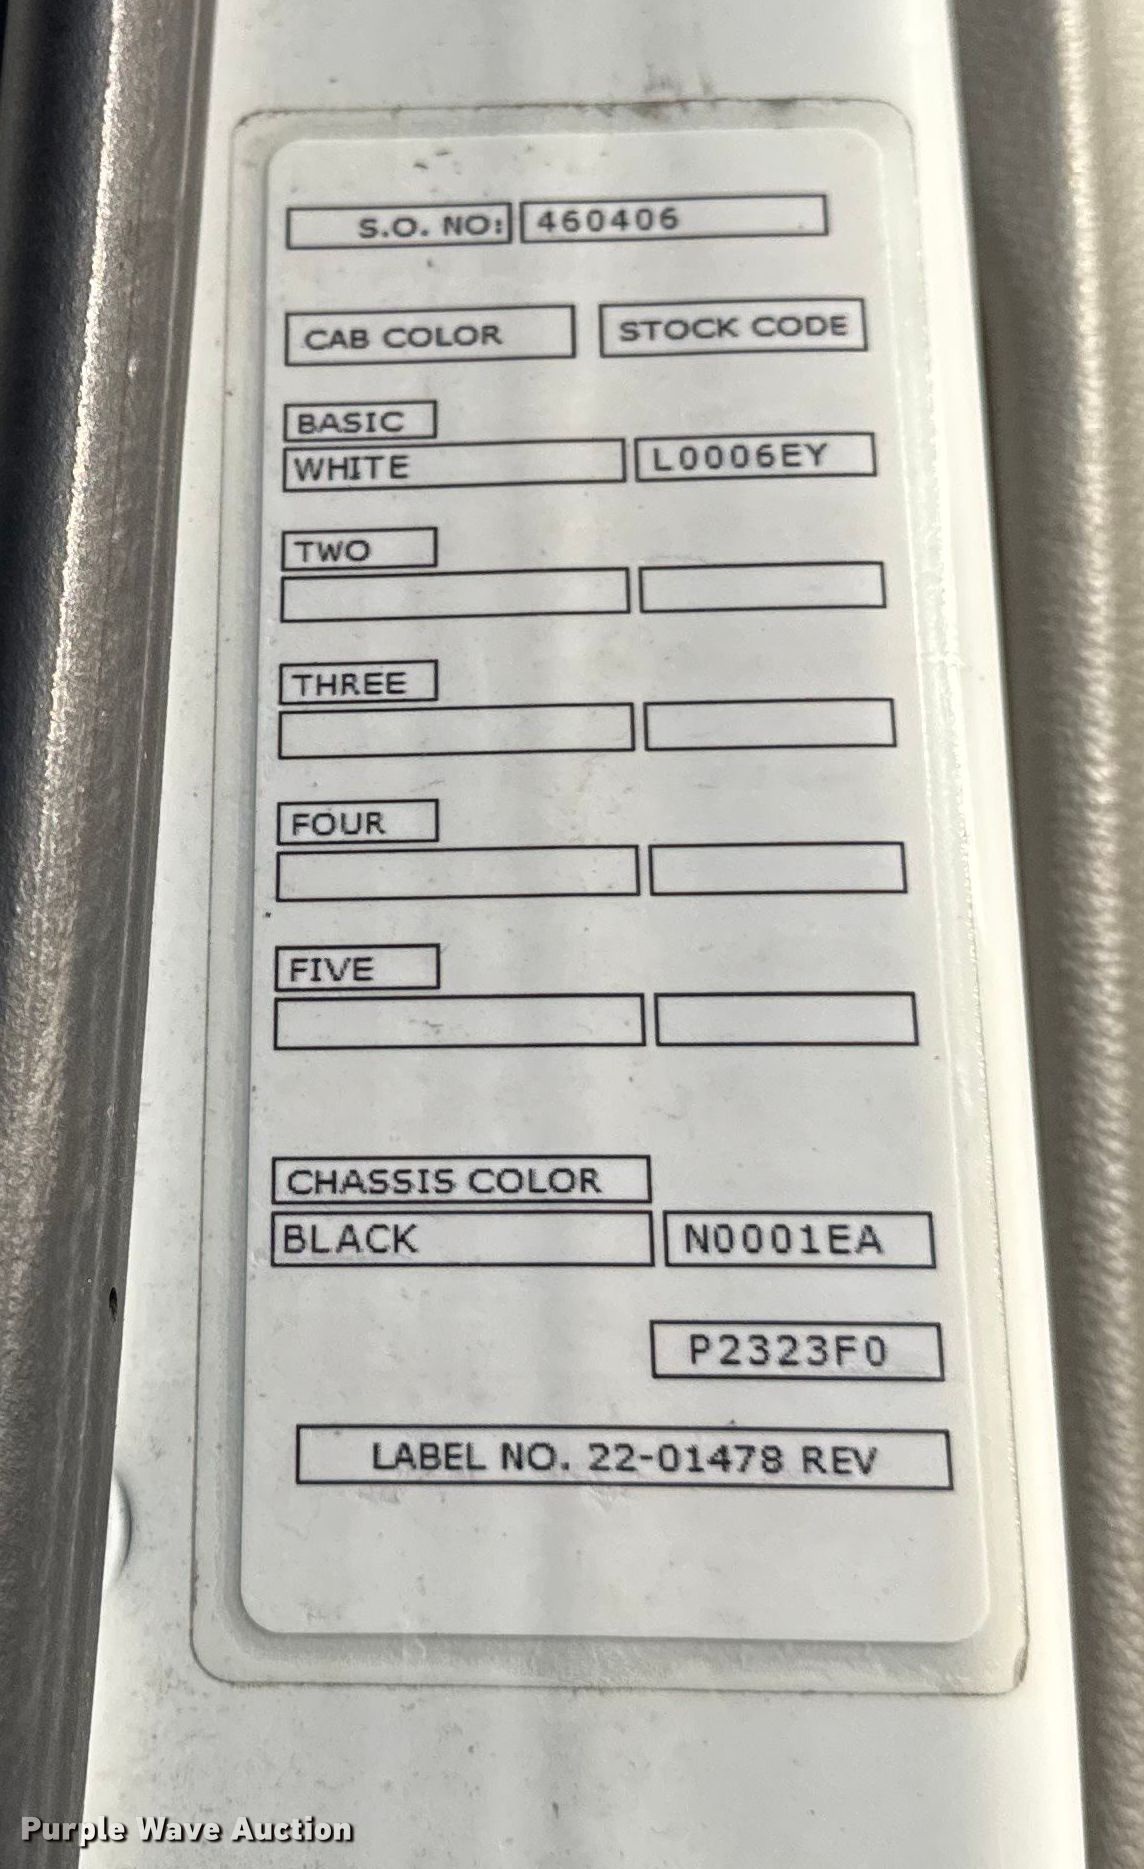 S.O. NO: 460406
CAB COLOR STOCK CODE
BASIC
WHITE L0006EY
TWO
THREE
FOUR
FIVE
CHASSIS COLOR
BLACK N0001EA
P2323F0
LABEL NO. 22-01478 REV
Purple Wave Auction